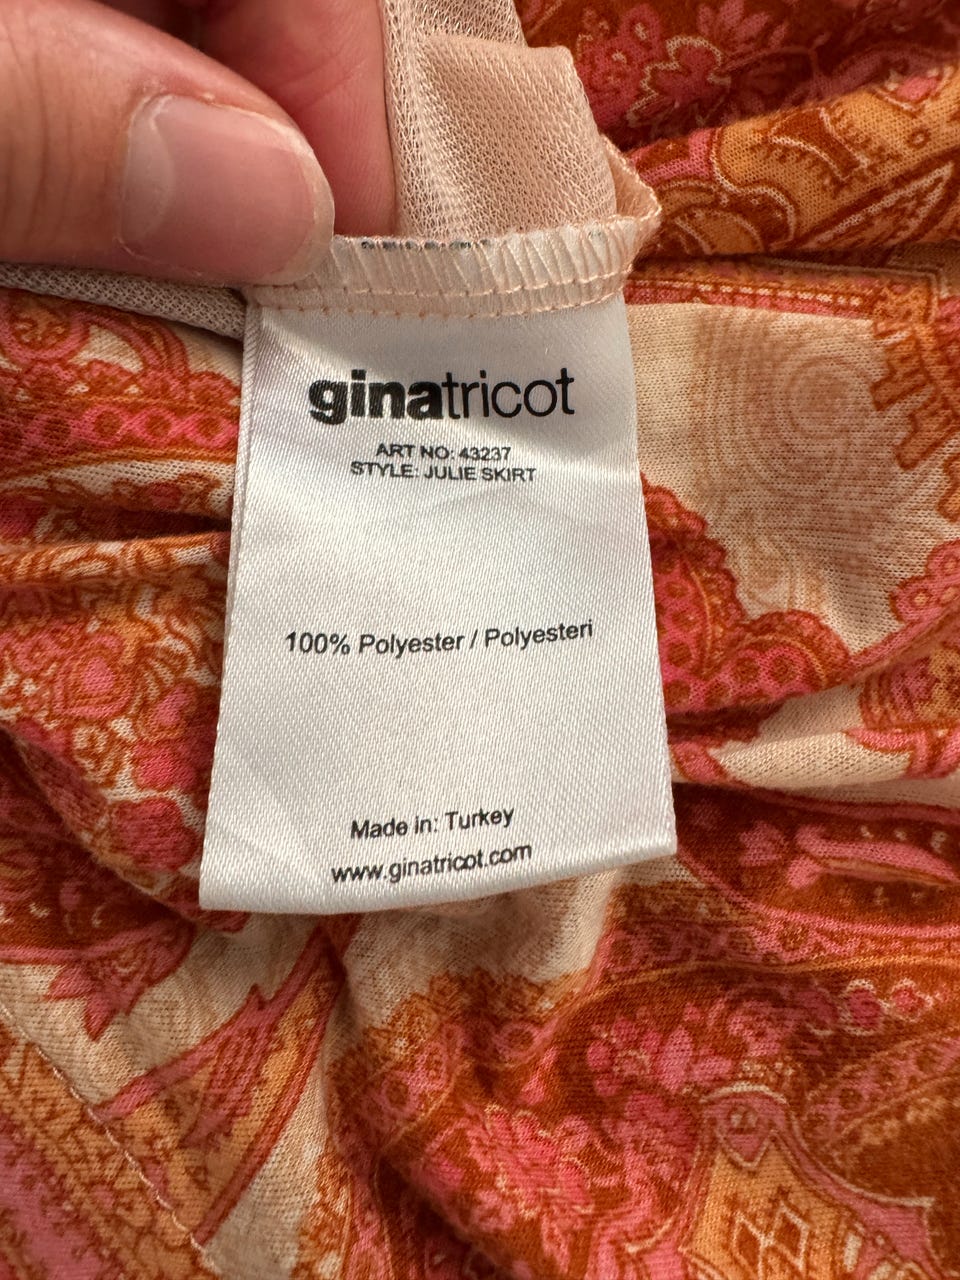 ginatricot
ART NO: 43237
STYLE: JULIE SKIRT
100% Polyester / Polyesteri
Made in: Turkey
www.ginatricot.com